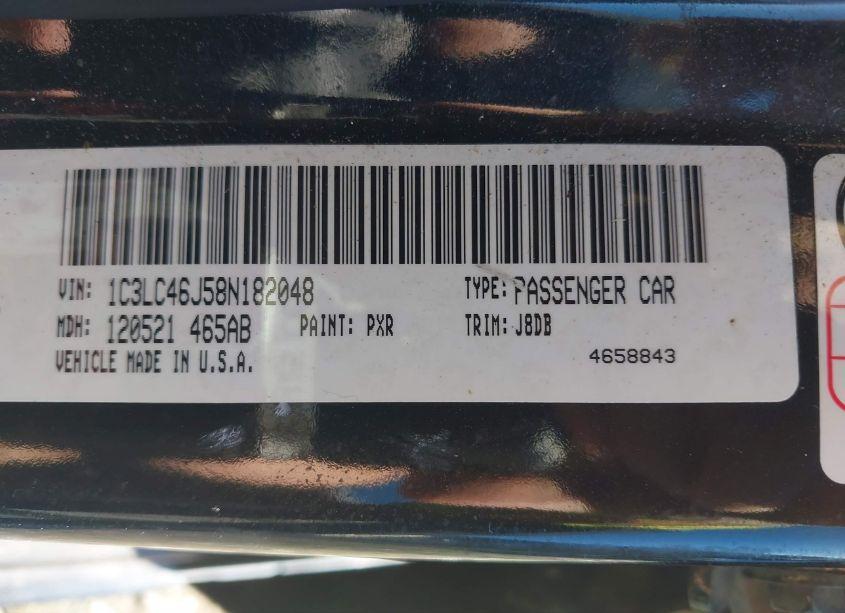 VIN: 1C3LC46J58N182048 TYPE: PASSENGER CAR
MDH: 120521 465AB PAINT: PXR TRIM: J8DB
VEHICLE MADE IN U.S.A. 4658843